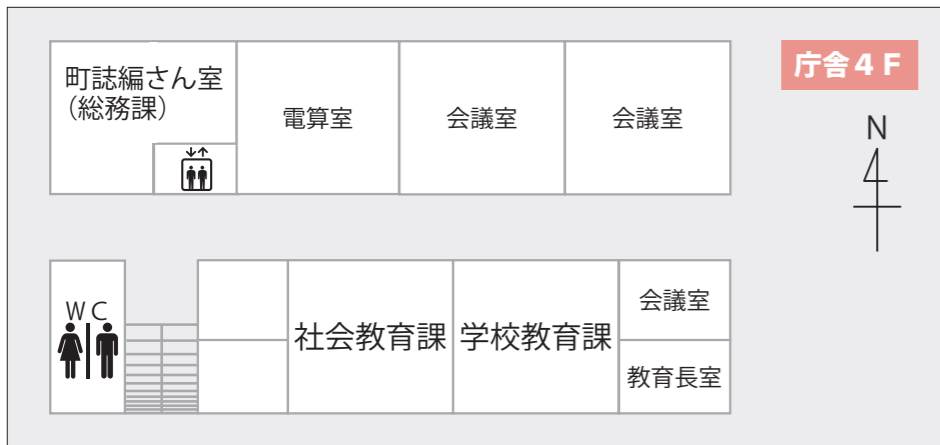 庁舎４Ｆ
町誌編さん室
（総務課）
電算室
会議室
会議室
N
WC
社会教育課
学校教育課
会議室
教育長室